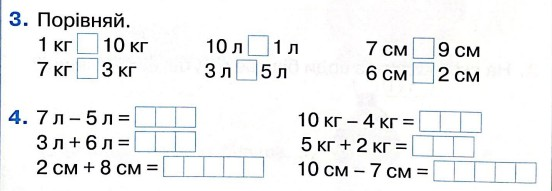 3. Порівняй.
1 кг □ 10 кг 10 л □ 1 л 7 см □ 9 см
7 кг □ 3 кг 3 л □ 5 л 6 см □ 2 см
4. 7 л – 5 л = □□□ 10 кг – 4 кг = □□□
3 л + 6 л = □□□ 5 кг + 2 кг = □□□
2 см + 8 см = □□□□□ 10 см – 7 см = □□□□□